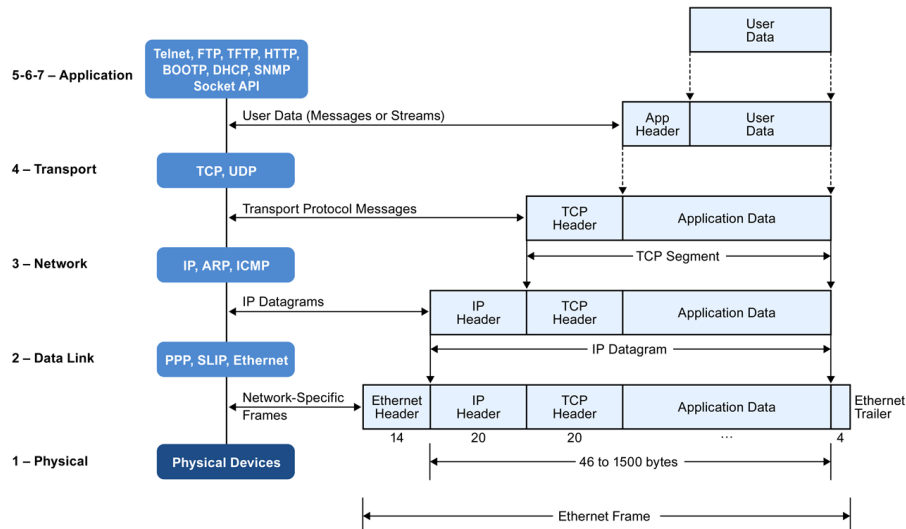 User
Data
Telnet, FTP, TFTP, HTTP,
BOOTP, DHCP, SNMP
Socket API
5-6-7 – Application
User Data (Messages or Streams)
App
Header
User
Data
4 – Transport
TCP, UDP
Transport Protocol Messages
TCP
Header
Application Data
TCP Segment
3 – Network
IP, ARP, ICMP
IP Datagrams
IP
Header
TCP
Header
Application Data
IP Datagram
2 – Data Link
PPP, SLIP, Ethernet
Network-Specific
Frames
Ethernet
Header
IP
Header
TCP
Header
Application Data
Ethernet
Trailer
14
20
20
...
4
1 – Physical
Physical Devices
46 to 1500 bytes
Ethernet Frame